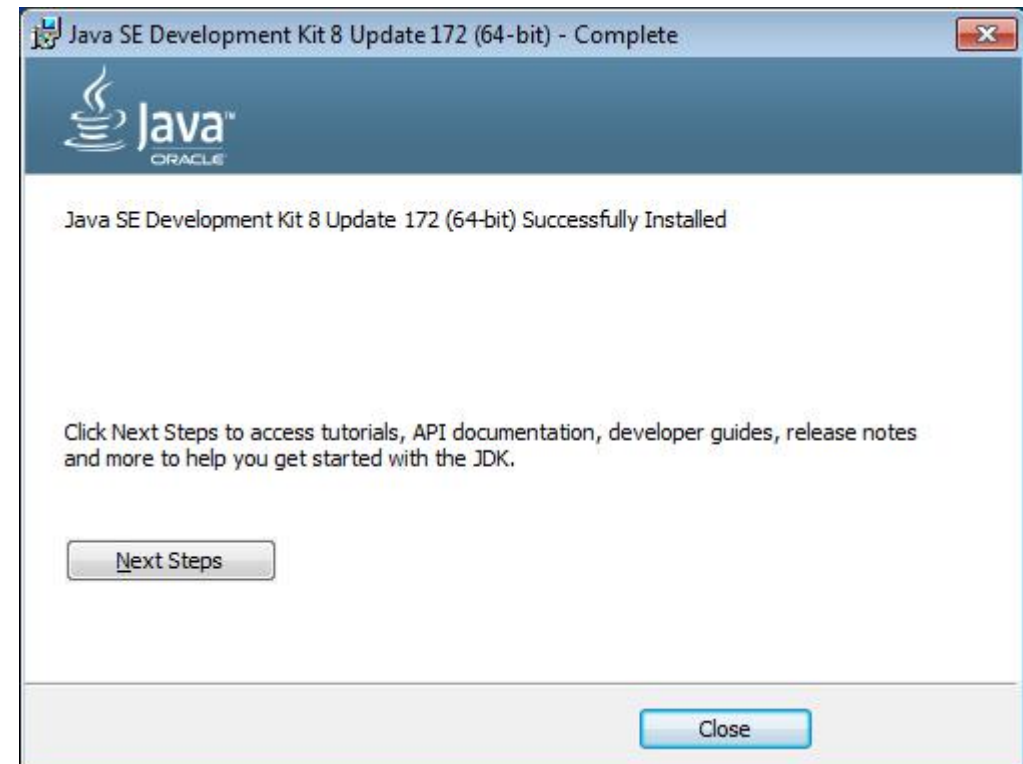 Java SE Development Kit 8 Update 172 (64-bit) - Complete
Java™
ORACLE
Java SE Development Kit 8 Update 172 (64-bit) Successfully Installed
Click Next Steps to access tutorials, API documentation, developer guides, release notes
and more to help you get started with the JDK.
Next Steps
Close